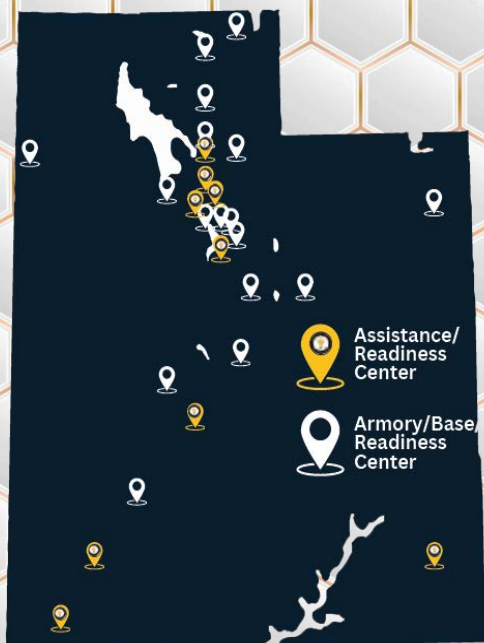 Assistance/
Readiness
Center
Armory/Base/
Readiness
Center